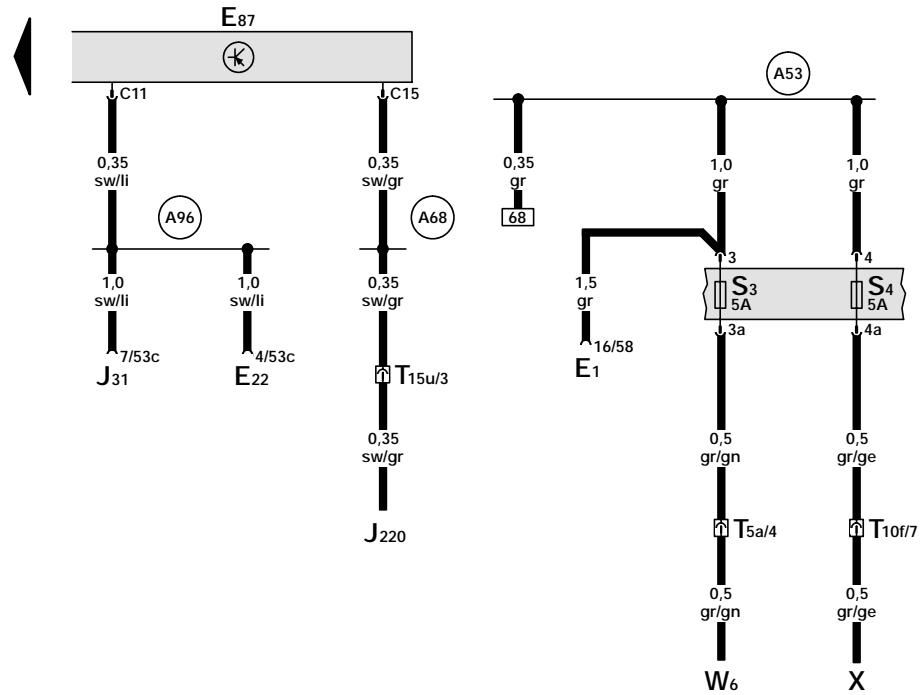 E87
C11
C15
A53
0,35
sw/li
0,35
sw/gr
0,35
gr
1,0
gr
1,0
gr
A96
A68
68
3
4
1,0
sw/li
1,0
sw/li
0,35
sw/gr
1,5
gr
S3
5A
S4
5A
3a
4a
7/53c
J31
4/53c
E22
16/58
E1
T15u/3
0,35
sw/gr
0,5
gr/gn
0,5
gr/ge
J220
T5a/4
T10f/7
0,5
gr/gn
0,5
gr/ge
W6
X